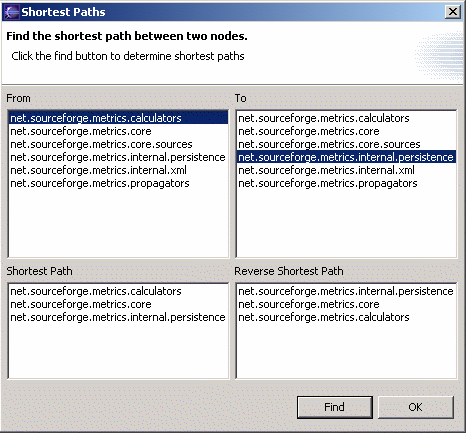 Shortest Paths
Find the shortest path between two nodes.
Click the find button to determine shortest paths
From
net.sourceforge.metrics.calculators
net.sourceforge.metrics.core
net.sourceforge.metrics.core.sources
net.sourceforge.metrics.internal.persistence
net.sourceforge.metrics.internal.xml
net.sourceforge.metrics.propagators
To
net.sourceforge.metrics.calculators
net.sourceforge.metrics.core
net.sourceforge.metrics.core.sources
net.sourceforge.metrics.internal.persistence
net.sourceforge.metrics.internal.xml
net.sourceforge.metrics.propagators
Shortest Path
net.sourceforge.metrics.calculators
net.sourceforge.metrics.core
net.sourceforge.metrics.internal.persistence
Reverse Shortest Path
net.sourceforge.metrics.internal.persistence
net.sourceforge.metrics.core
net.sourceforge.metrics.calculators
Find
OK